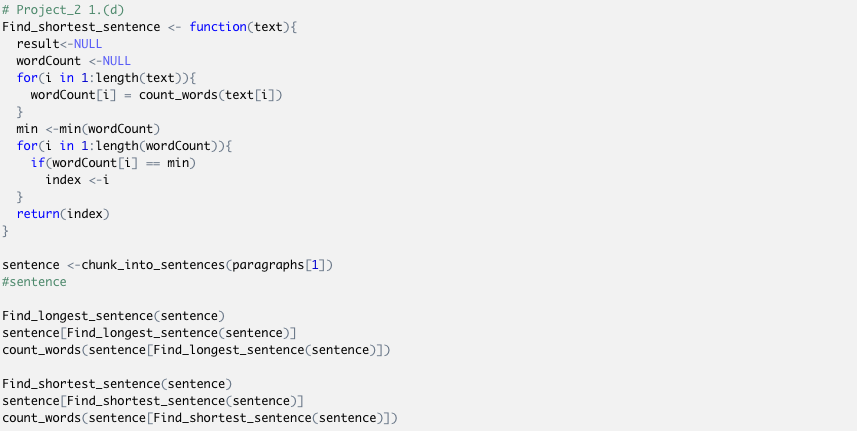 # Project_2 1.(d)
Find_shortest_sentence <- function(text){
  result<-NULL
  wordCount <-NULL
  for(i in 1:length(text)){
    wordCount[i] = count_words(text[i])
  }
  min <-min(wordCount)
  for(i in 1:length(wordCount)){
    if(wordCount[i] == min)
      index <-i
  }
  return(index)
}

sentence <-chunk_into_sentences(paragraphs[1])
#sentence

Find_longest_sentence(sentence)
sentence[Find_longest_sentence(sentence)]
count_words(sentence[Find_longest_sentence(sentence)])

Find_shortest_sentence(sentence)
sentence[Find_shortest_sentence(sentence)]
count_words(sentence[Find_shortest_sentence(sentence)])